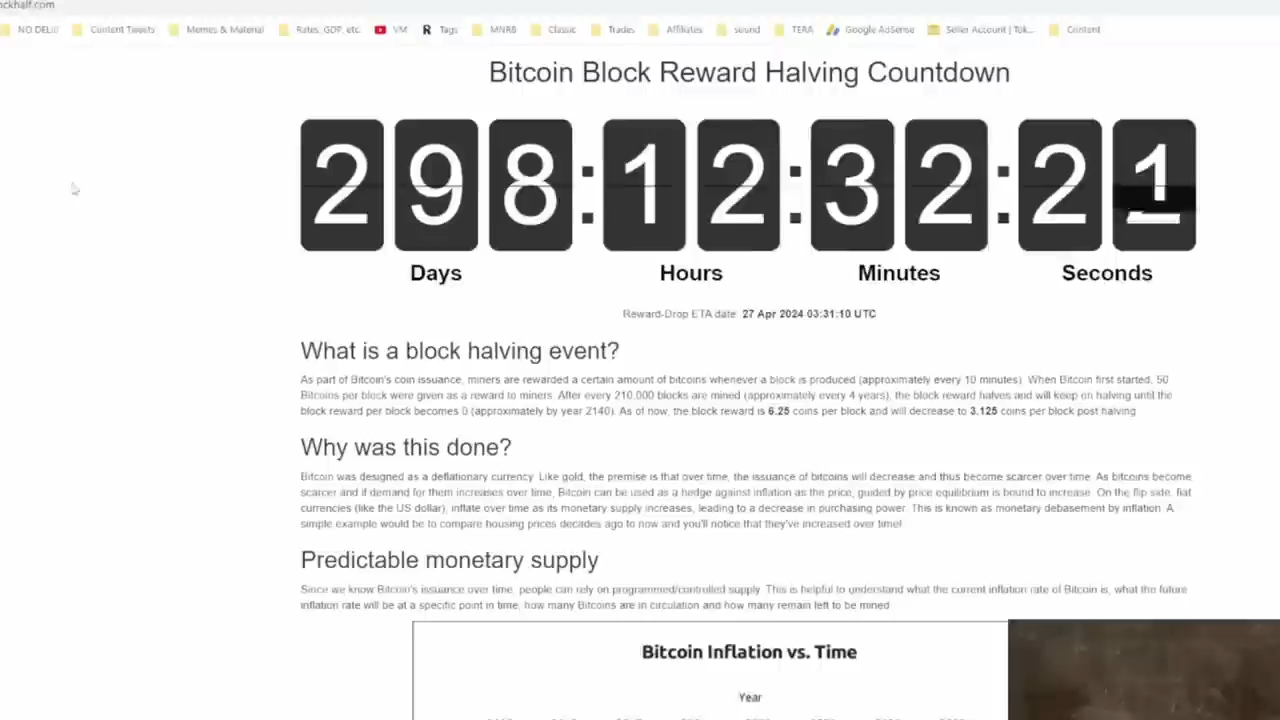 ockhalf.com
Content Tweets Memes & Material Rates, GDP, etc. VM Tags MNRB Classic Trades Affiliates sound TERA Google AdSense Seller Account | Tok... Content
Bitcoin Block Reward Halving Countdown
298:12:32:21
Days Hours Minutes Seconds
Reward-Drop ETA date: 27 Apr 2024 03:31:10 UTC
What is a block halving event?
As part of Bitcoin's coin issuance, miners are rewarded a certain amount of bitcoins whenever a block is produced (approximately every 10 minutes). When Bitcoin first started, 50
Bitcoins per block were given as a reward to miners. After every 210,000 blocks are mined (approximately every 4 years), the block reward halves and will keep on halving until the
block reward per block becomes 0 (approximately by year 2140). As of now, the block reward is 6.25 coins per block and will decrease to 3.125 coins per block post halving
Why was this done?
Bitcoin was designed as a deflationary currency. Like gold, the premise is that over time, the issuance of bitcoins will decrease and thus become scarcer over time. As bitcoins become
scarcer and if demand for them increases over time, Bitcoin can be used as a hedge against inflation as the price, guided by price equilibrium is bound to increase. On the flip side, fiat
currencies (like the US dollar), inflate over time as its monetary supply increases, leading to a decrease in purchasing power. This is known as monetary debasement by inflation. A
simple example would be to compare housing prices decades ago to now and you'll notice that they've increased over time!
Predictable monetary supply
Since we know Bitcoin's issuance over time, people can rely on programmed/controlled supply. This is helpful to understand what the current inflation rate of Bitcoin is, what the future
inflation rate will be at a specific point in time, how many Bitcoins are in circulation and how many remain left to be mined
Bitcoin Inflation vs. Time
Year